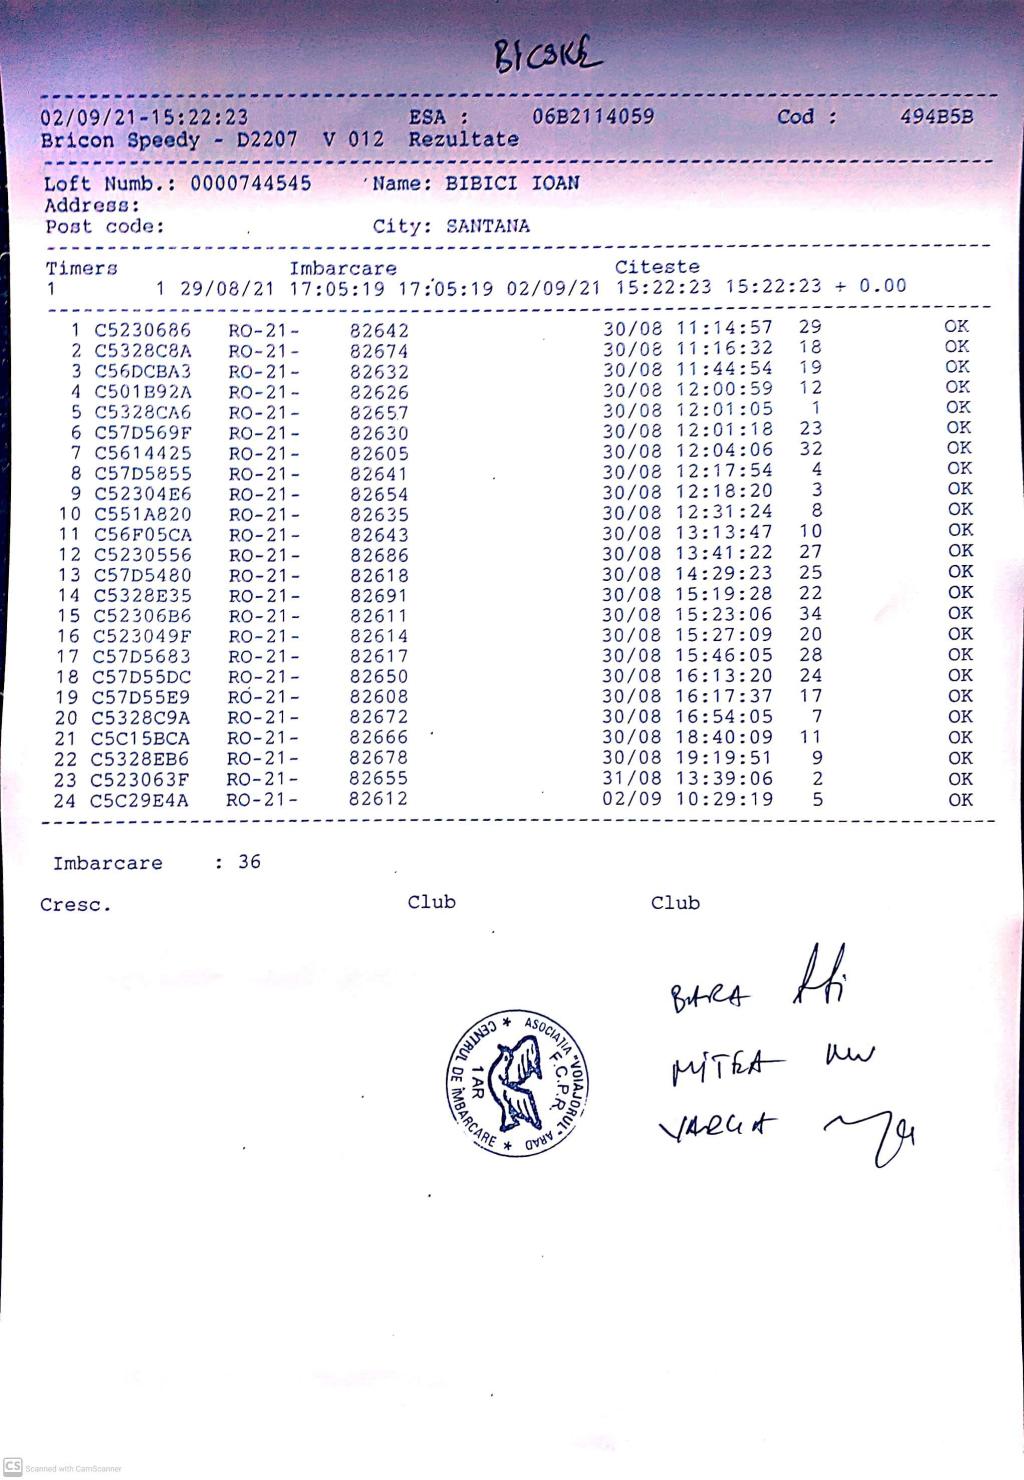 BICSKE
02/09/21-15:22:23 ESA : 06B2114059 Cod : 494B5B
Bricon Speedy - D2207 V 012 Rezultate
Loft Numb.: 0000744545 Name: BIBICI IOAN
Address:
Post code: City: SANTANA
Timers Imbarcare Citeste
1 1 29/08/21 17:05:19 17:05:19 02/09/21 15:22:23 15:22:23 + 0.00
1 C5230686 RO-21- 82642 30/08 11:14:57 29 OK
2 C5328C8A RO-21- 82674 30/08 11:16:32 18 OK
3 C56DCBA3 RO-21- 82632 30/08 11:44:54 19 OK
4 C501B92A RO-21- 82626 30/08 12:00:59 12 OK
5 C5328CA6 RO-21- 82657 30/08 12:01:05 1 OK
6 C57D569F RO-21- 82630 30/08 12:01:18 23 OK
7 C5614425 RO-21- 82605 30/08 12:04:06 32 OK
8 C57D5855 RO-21- 82641 30/08 12:17:54 4 OK
9 C52304E6 RO-21- 82654 30/08 12:18:20 3 OK
10 C551A820 RO-21- 82635 30/08 12:31:24 8 OK
11 C56F05CA RO-21- 82643 30/08 13:13:47 10 OK
12 C5230556 RO-21- 82686 30/08 13:41:22 27 OK
13 C57D5480 RO-21- 82618 30/08 14:29:23 25 OK
14 C5328E35 RO-21- 82691 30/08 15:19:28 22 OK
15 C52306B6 RO-21- 82611 30/08 15:23:06 34 OK
16 C523049F RO-21- 82614 30/08 15:27:09 20 OK
17 C57D5683 RO-21- 82617 30/08 15:46:05 28 OK
18 C57D55DC RO-21- 82650 30/08 16:13:20 24 OK
19 C57D55E9 RO-21- 82608 30/08 16:17:37 17 OK
20 C5328C9A RO-21- 82672 30/08 16:54:05 7 OK
21 C5C15BCA RO-21- 82666 30/08 18:40:09 11 OK
22 C5328EB6 RO-21- 82678 30/08 19:19:51 9 OK
23 C523063F RO-21- 82655 31/08 13:39:06 2 OK
24 C5C29E4A RO-21- 82612 02/09 10:29:19 5 OK
Imbarcare : 36
Cresc. Club Club
BARA
MITRA
VARGA
ASOCIAȚIA "VOIAJORUL" ARAD
F.C.P.R.
1 AR
CENTRUL DE ÎMBARCARE
CS Scanned with CamScanner